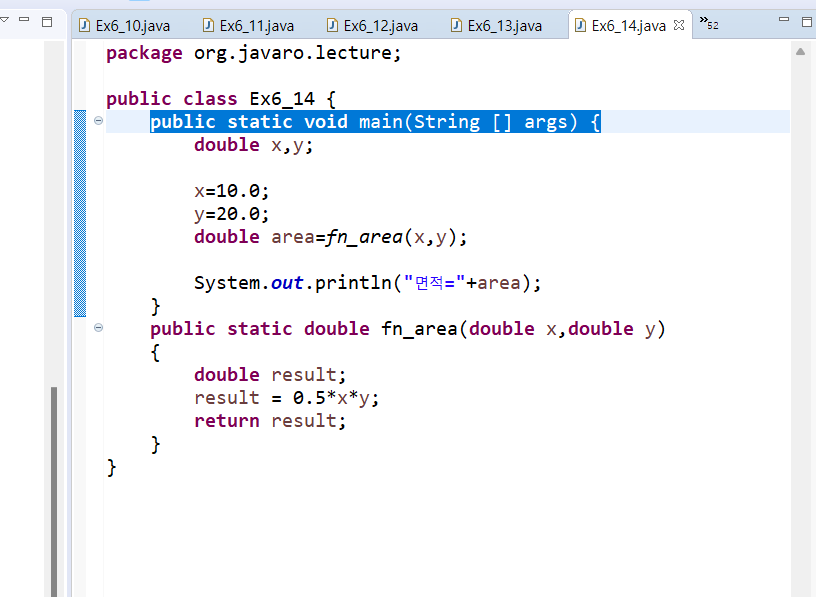 Ex6_10.java Ex6_11.java Ex6_12.java Ex6_13.java Ex6_14.java »52
package org.javaro.lecture;
public class Ex6_14 {
public static void main(String [] args) {
double x,y;
x=10.0;
y=20.0;
double area=fn_area(x,y);
System.out.println("면적="+area);
}
public static double fn_area(double x,double y)
{
double result;
result = 0.5*x*y;
return result;
}
}